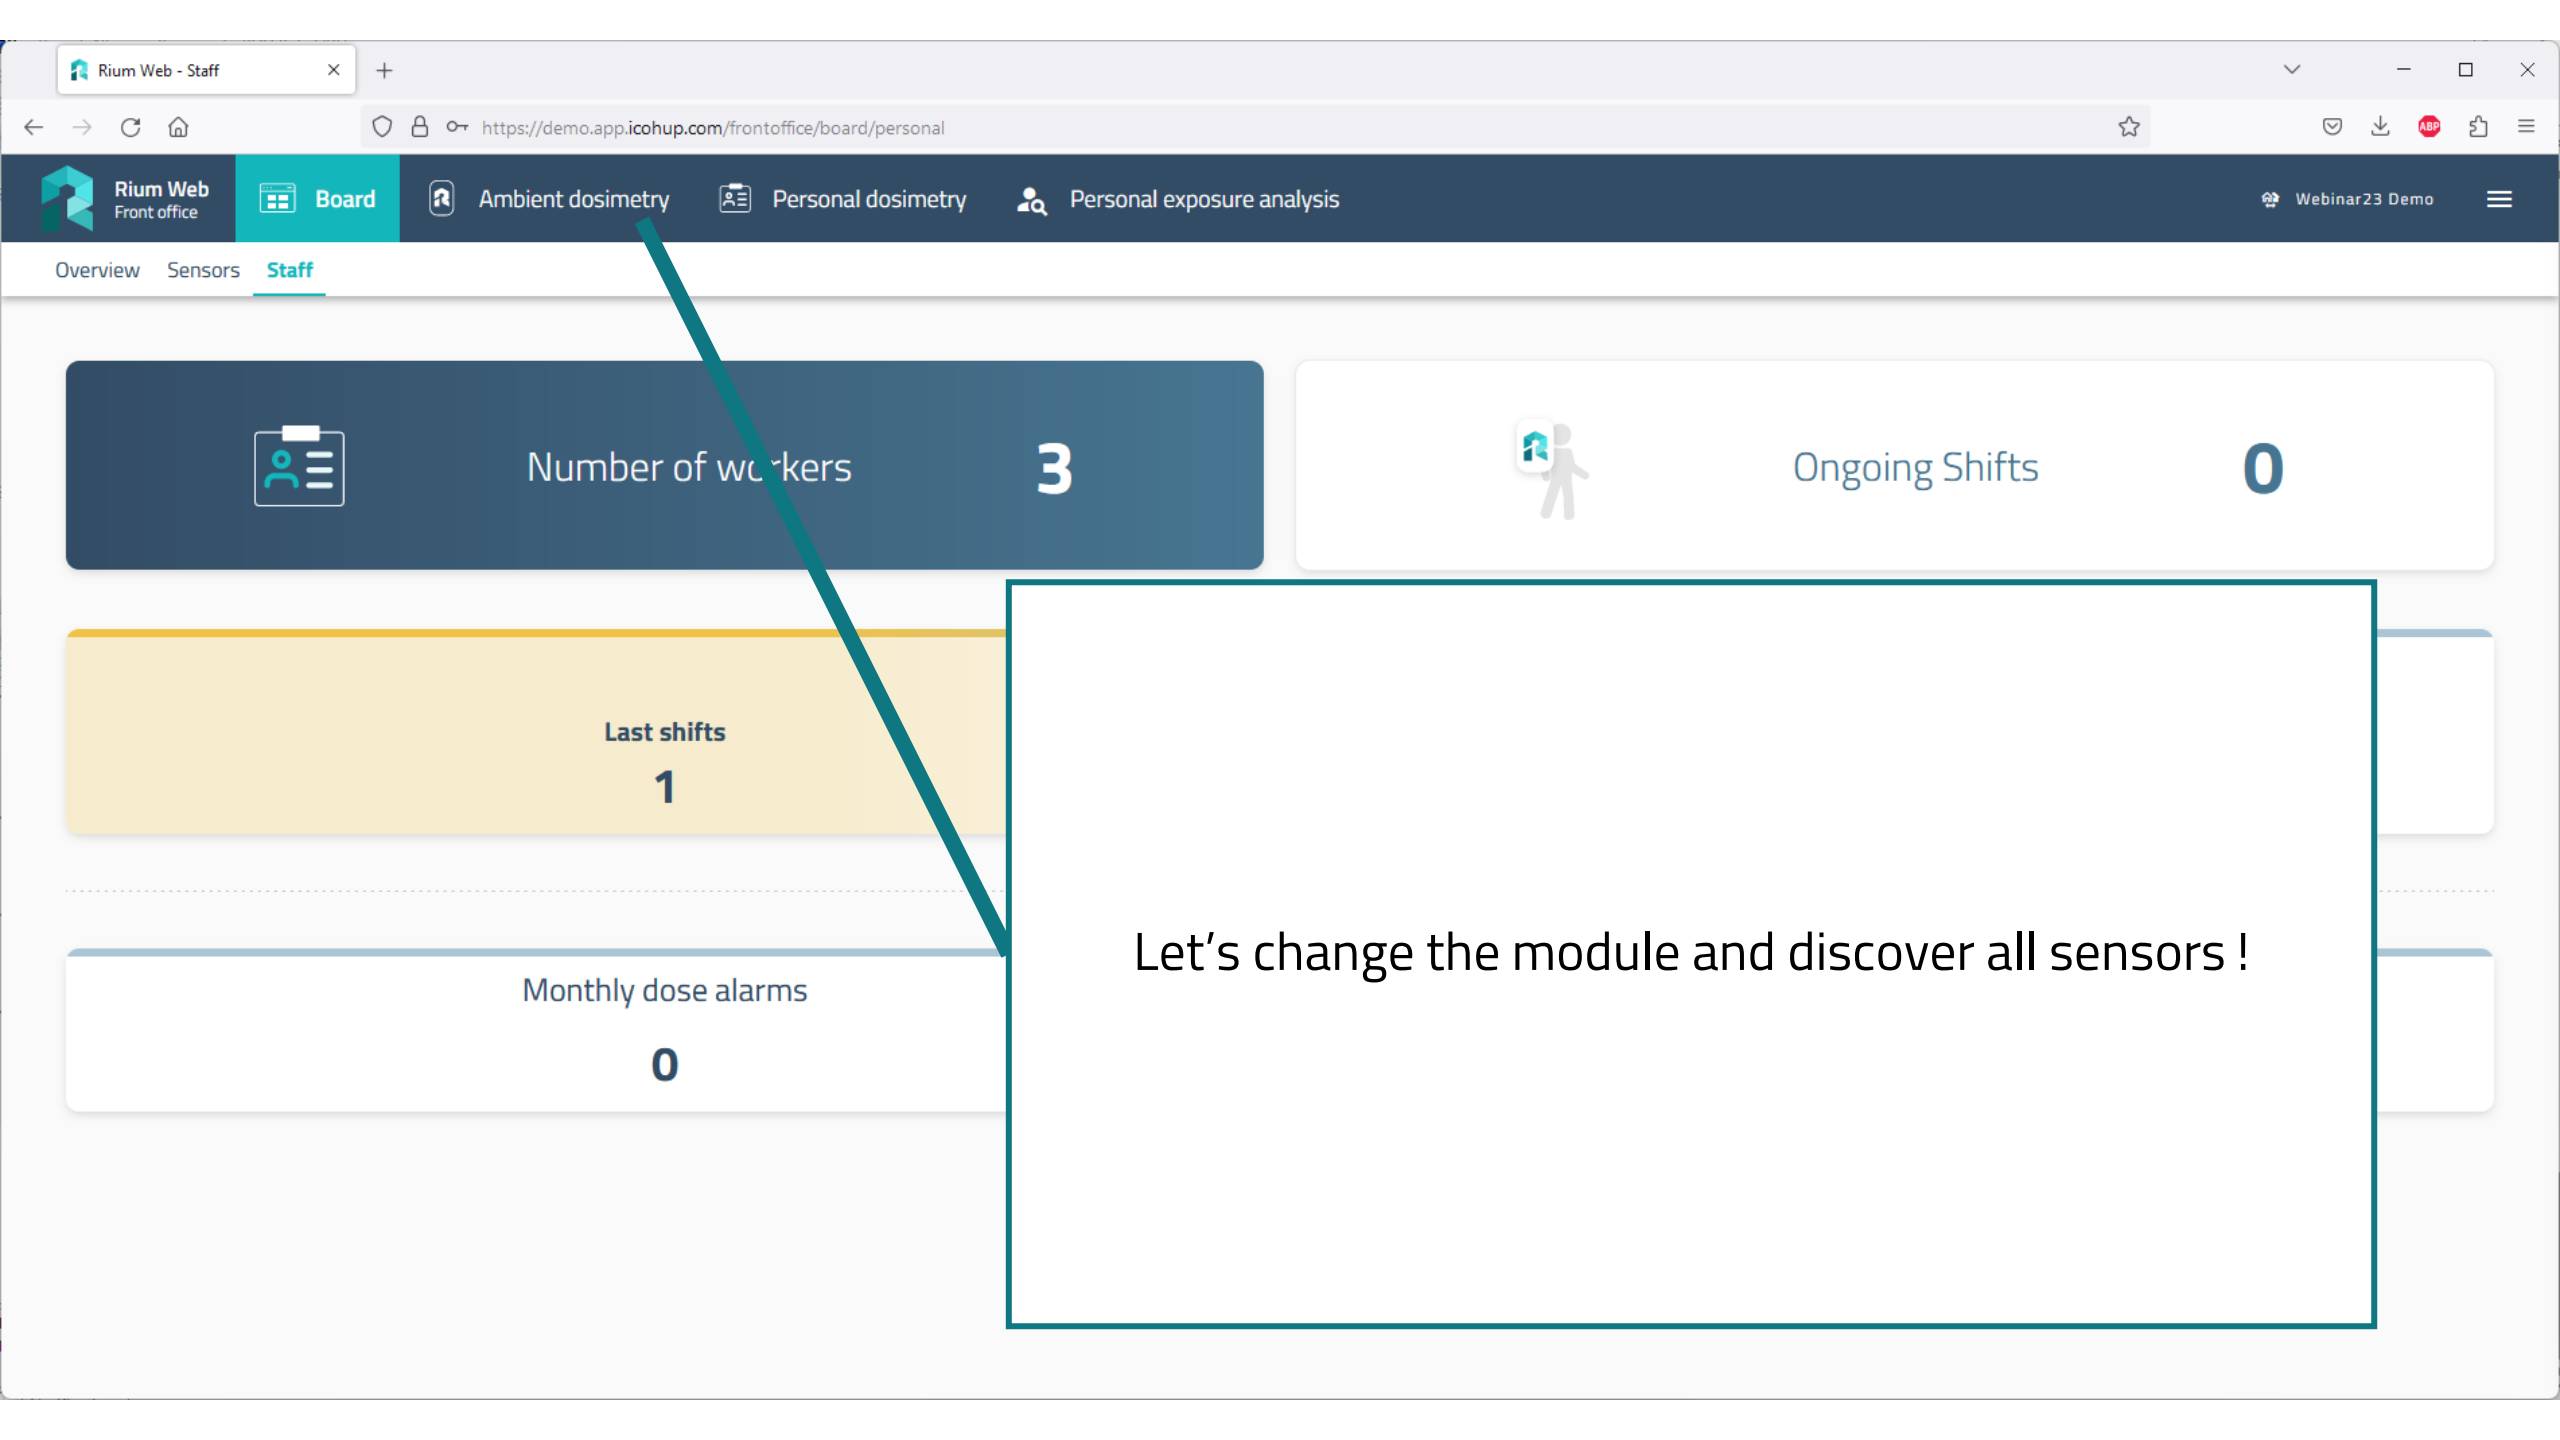 Rium Web - Staff
https://demo.app.icohup.com/frontoffice/board/personal
ABP
Rium Web
Front office
Board
Ambient dosimetry
Personal dosimetry
Personal exposure analysis
Webinar23 Demo
Overview
Sensors
Staff
Number of workers
3
Ongoing Shifts
0
Last shifts
1
Let’s change the module and discover all sensors !
Monthly dose alarms
0